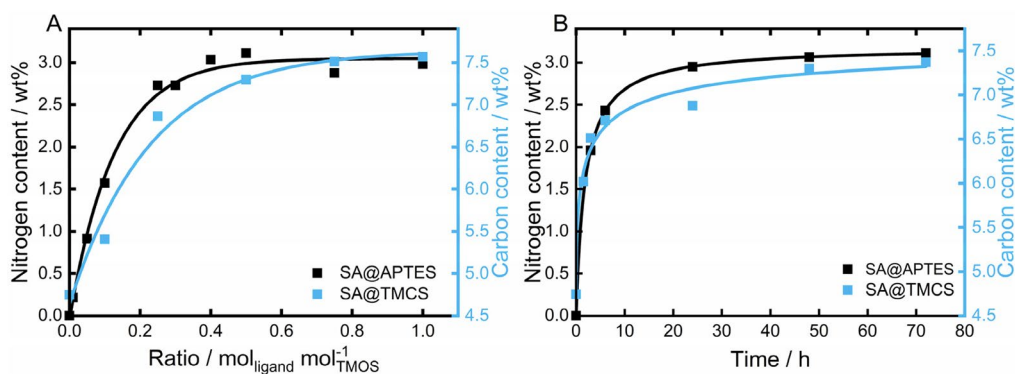 A
Nitrogen content / wt%
3.0
2.5
2.0
1.5
1.0
0.5
0.0
0.0 0.2 0.4 0.6 0.8 1.0
Ratio / mol_ligand mol⁻¹_TMOS
7.5
7.0
6.5
6.0
5.5
5.0
4.5
Carbon content / wt%
SA@APTES
SA@TMCS
B
Nitrogen content / wt%
3.0
2.5
2.0
1.5
1.0
0.5
0.0
0 10 20 30 40 50 60 70 80
Time / h
7.5
7.0
6.5
6.0
5.5
5.0
4.5
Carbon content / wt%
SA@APTES
SA@TMCS